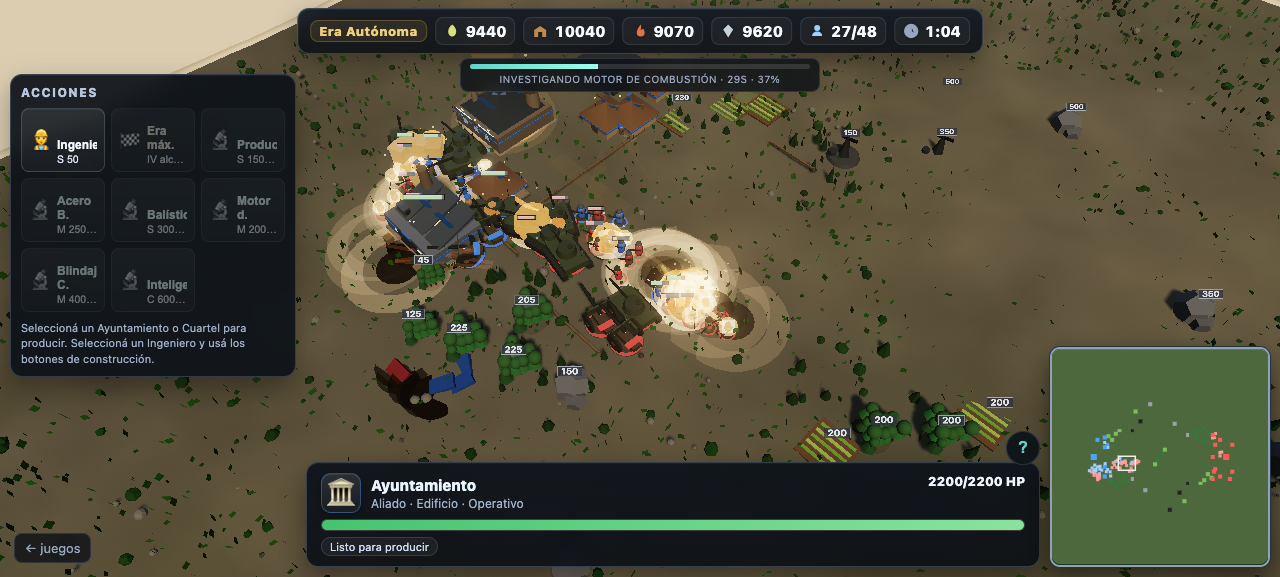 Era Autónoma
9440
10040
9070
9620
27/48
1:04
INVESTIGANDO MOTOR DE COMBUSTIÓN · 29S · 37%
ACCIONES
Ingenie
S 50
Era máx.
IV alc...
Produc
S 150...
Acero B.
M 250...
Balístic
S 300...
Motor d.
M 200...
Blindaj C.
M 400...
Intelige
C 600...
Seleccioná un Ayuntamiento o Cuartel para
producir. Seleccioná un Ingeniero y usá los
botones de construcción.
230
500
500
150
350
45
350
205
125
225
225
150
200
200
200
200
?
Ayuntamiento
2200/2200 HP
Aliado · Edificio · Operativo
Listo para producir
← juegos